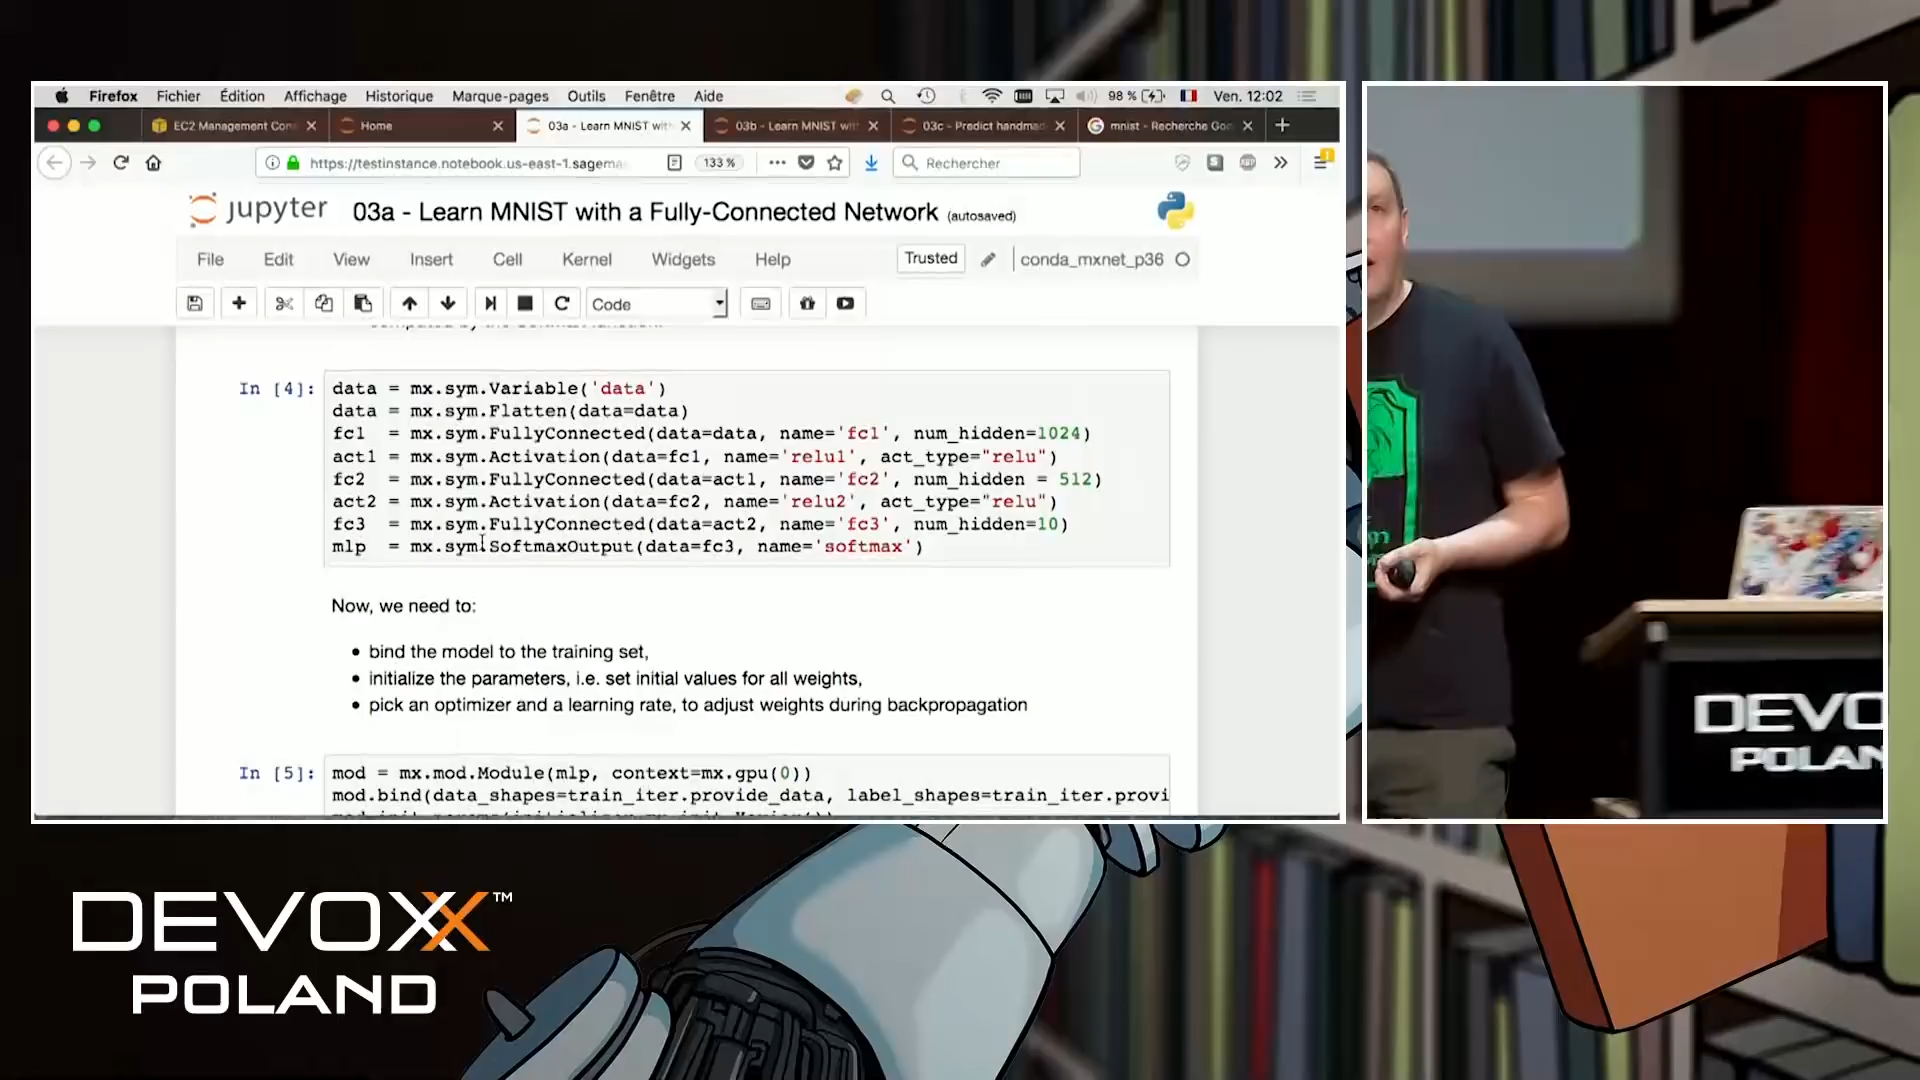 Firefox Fichier Édition Affichage Historique Marque-pages Outils Fenêtre Aide 98 % Ven. 12:02
EC2 Management Con Home 03a - Learn MNIST with 03b - Learn MNIST wit 03c - Predict handmad mnist - Recherche Goo
https://testinstance.notebook.us-east-1.sagema 133 % Rechercher
jupyter 03a - Learn MNIST with a Fully-Connected Network (autosaved)
File Edit View Insert Cell Kernel Widgets Help Trusted conda_mxnet_p36
Code
In [4]: data = mx.sym.Variable('data')
data = mx.sym.Flatten(data=data)
fc1 = mx.sym.FullyConnected(data=data, name='fc1', num_hidden=1024)
act1 = mx.sym.Activation(data=fc1, name='relu1', act_type="relu")
fc2 = mx.sym.FullyConnected(data=act1, name='fc2', num_hidden = 512)
act2 = mx.sym.Activation(data=fc2, name='relu2', act_type="relu")
fc3 = mx.sym.FullyConnected(data=act2, name='fc3', num_hidden=10)
mlp = mx.sym.SoftmaxOutput(data=fc3, name='softmax')
Now, we need to:
• bind the model to the training set,
• initialize the parameters, i.e. set initial values for all weights,
• pick an optimizer and a learning rate, to adjust weights during backpropagation
In [5]: mod = mx.mod.Module(mlp, context=mx.gpu(0))
mod.bind(data_shapes=train_iter.provide_data, label_shapes=train_iter.provi
DEVO
POLAN
DEVOXX™
POLAND